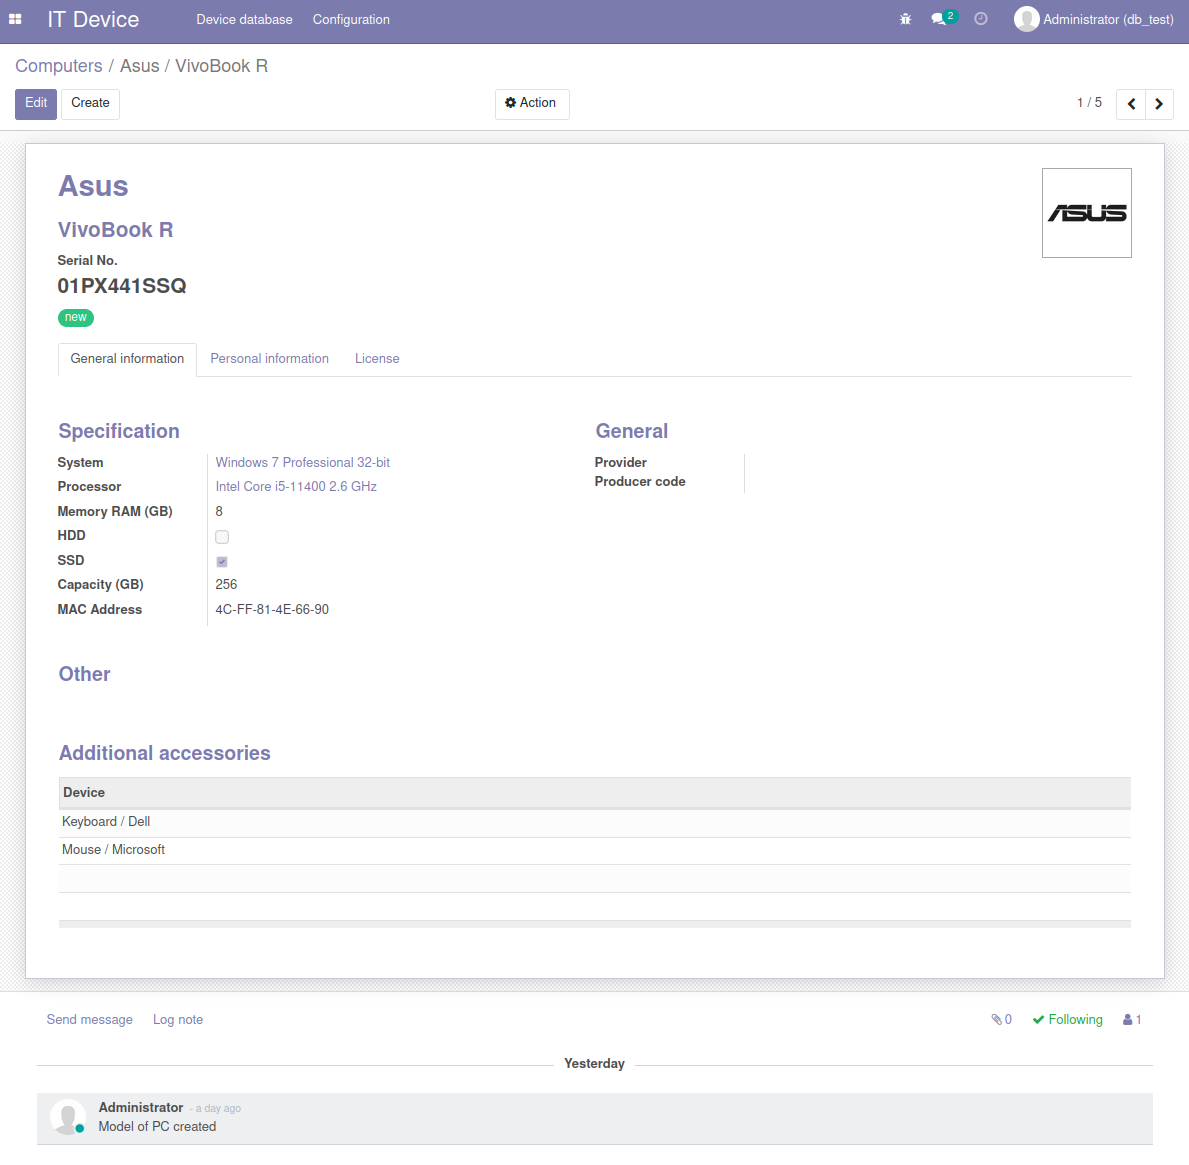 IT Device Device database Configuration 2 Administrator (db_test)
Computers / Asus / VivoBook R
Edit Create Action 1 / 5
Asus
ASUS
VivoBook R
Serial No.
01PX441SSQ
new
General information Personal information License
Specification
System Windows 7 Professional 32-bit
Processor Intel Core i5-11400 2.6 GHz
Memory RAM (GB) 8
HDD
SSD
Capacity (GB) 256
MAC Address 4C-FF-81-4E-66-90
General
Provider
Producer code
Other
Additional accessories
Device
Keyboard / Dell
Mouse / Microsoft
Send message Log note 0 Following 1
Yesterday
Administrator - a day ago
Model of PC created